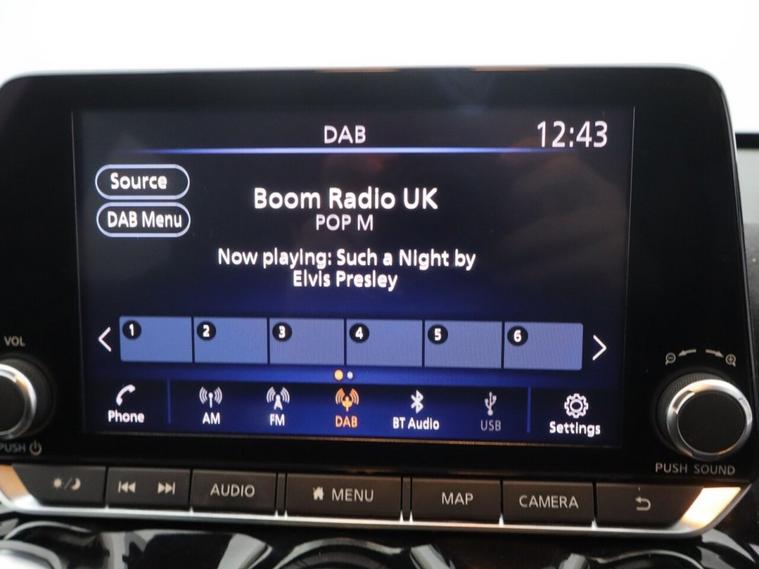 DAB
12:43
Source
DAB Menu
Boom Radio UK
POP M
Now playing: Such a Night by
Elvis Presley
1 2 3 4 5 6
VOL
PUSH
Phone
AM
FM
DAB
BT Audio
USB
Settings
PUSH SOUND
AUDIO
MENU
MAP
CAMERA